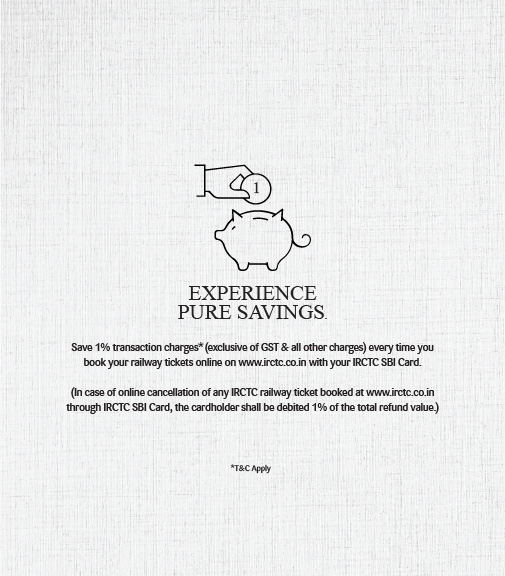 1
EXPERIENCE
PURE SAVINGS.
Save 1% transaction charges* (exclusive of GST & all other charges) every time you
book your railway tickets online on www.irctc.co.in with your IRCTC SBI Card.
(In case of online cancellation of any IRCTC railway ticket booked at www.irctc.co.in
through IRCTC SBI Card, the cardholder shall be debited 1% of the total refund value.)
*T&C Apply